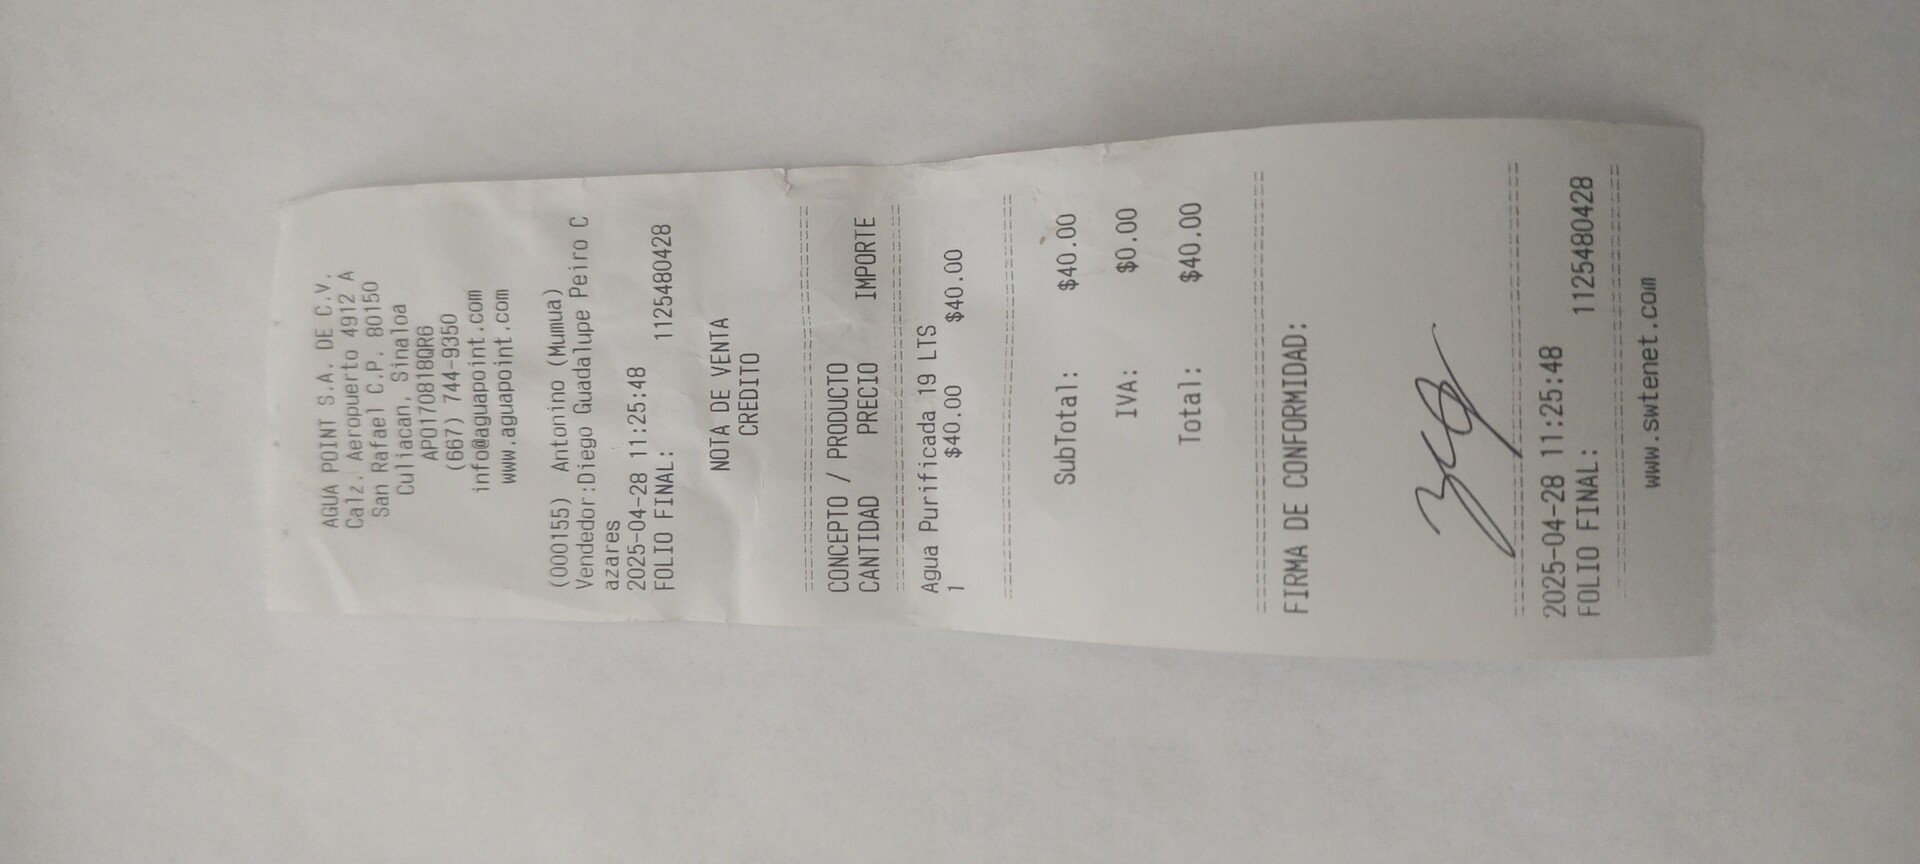 AGUA POINT S.A. DE C.V.
Calz. Aeropuerto 4912 A
San Rafael C.P. 80150
Culiacan, Sinaloa
APO170818QR6
(667) 744-9350
info@aguapoint.com
www.aguapoint.com
(000155) Antonino (Mumua)
Vendedor:Diego Guadalupe Peiro C
azares
2025-04-28 11:25:48
FOLIO FINAL: 1125480428
NOTA DE VENTA
CREDITO
CONCEPTO / PRODUCTO
CANTIDAD PRECIO IMPORTE
Agua Purificada 19 LTS
1 $40.00 $40.00
SubTotal: $40.00
IVA: $0.00
Total: $40.00
FIRMA DE CONFORMIDAD:
2025-04-28 11:25:48
FOLIO FINAL: 1125480428
www.swtenet.com